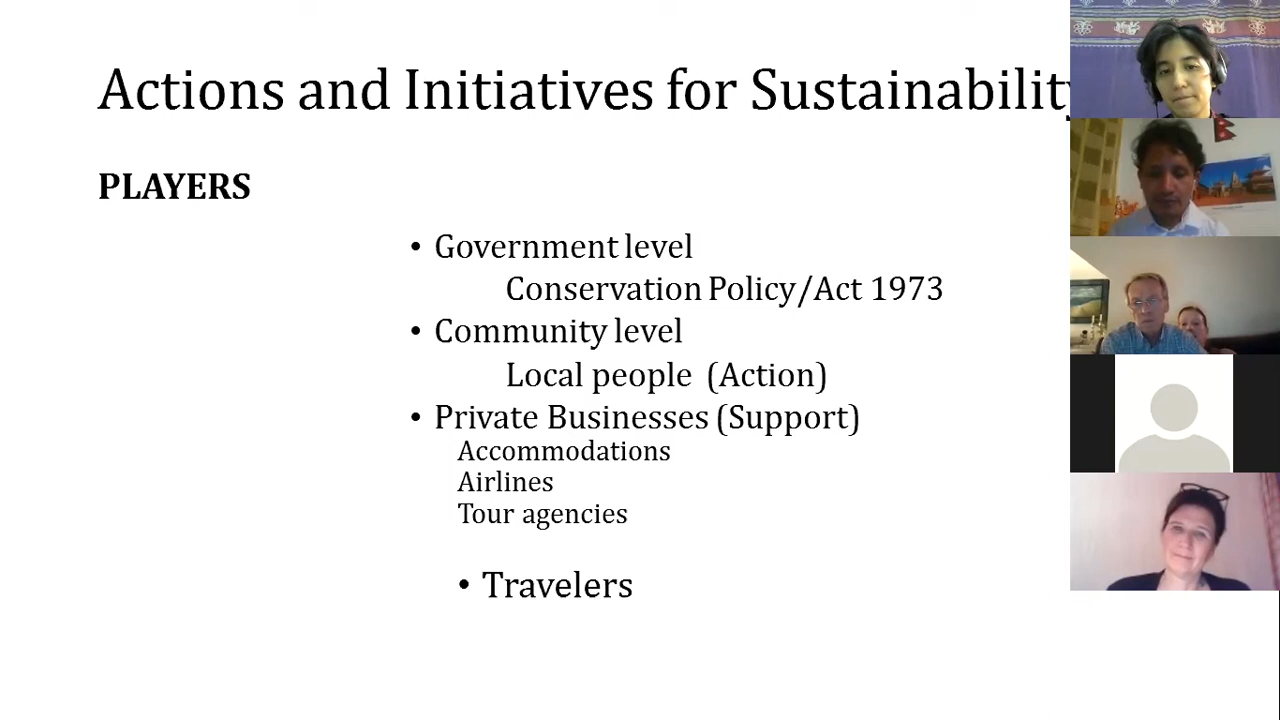 Actions and Initiatives for Sustainability
PLAYERS
• Government level
Conservation Policy/Act 1973
• Community level
Local people (Action)
• Private Businesses (Support)
Accommodations
Airlines
Tour agencies
• Travelers